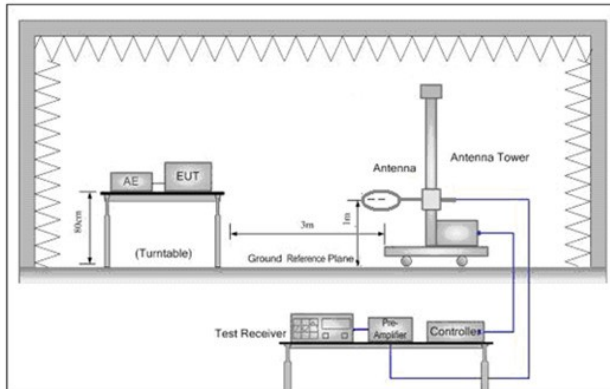 Antenna
Antenna Tower
AE
EUT
80cm
(Turntable)
3m
1m
Ground Reference Plane
Test Receiver
Pre-
Amplifier
Controller